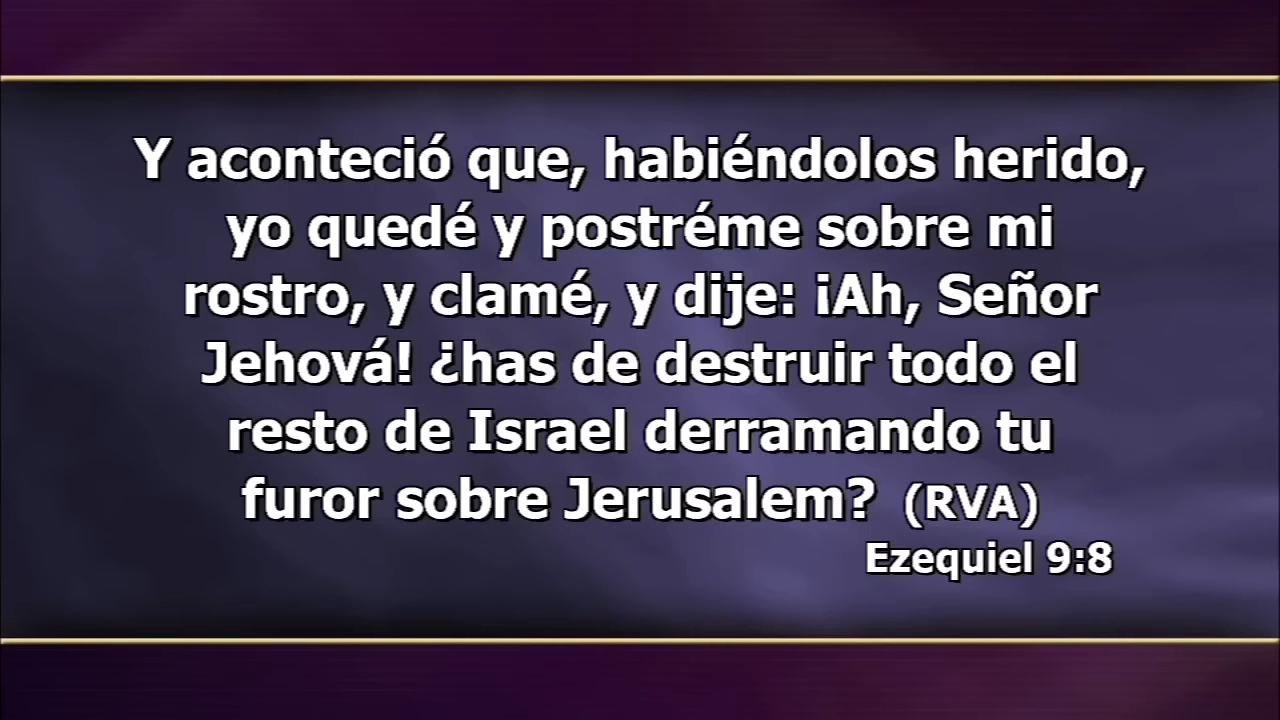 Y aconteció que, habiéndolos herido,
yo quedé y postréme sobre mi
rostro, y clamé, y dije: ¡Ah, Señor
Jehová! ¿has de destruir todo el
resto de Israel derramando tu
furor sobre Jerusalem? (RVA)
Ezequiel 9:8